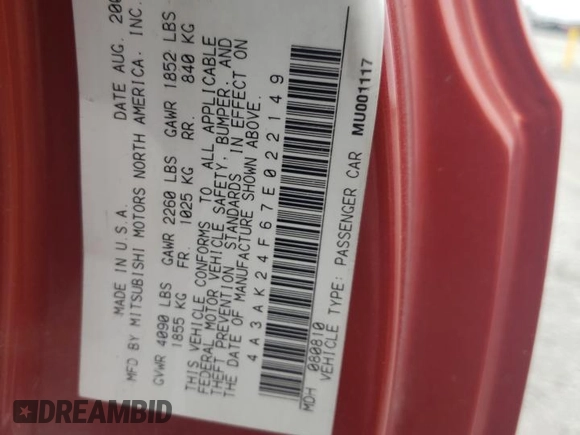 MADE IN U.S.A. DATE AUG.
MFD BY MITSUBISHI MOTORS NORTH AMERICA. INC.
GVWR 4090 LBS GAWR 2260 LBS GAWR 1852 LBS
1855 KG FR. 1025 KG RR. 840 KG
THIS VEHICLE CONFORMS TO ALL APPLICABLE
FEDERAL MOTOR VEHICLE SAFETY, BUMPER, AND
THEFT PREVENTION STANDARDS IN EFFECT ON
THE DATE OF MANUFACTURE SHOWN ABOVE.
4A3AK24F67E022149
MDH 080810
VEHICLE TYPE: PASSENGER CAR MU001117
DREAMBID